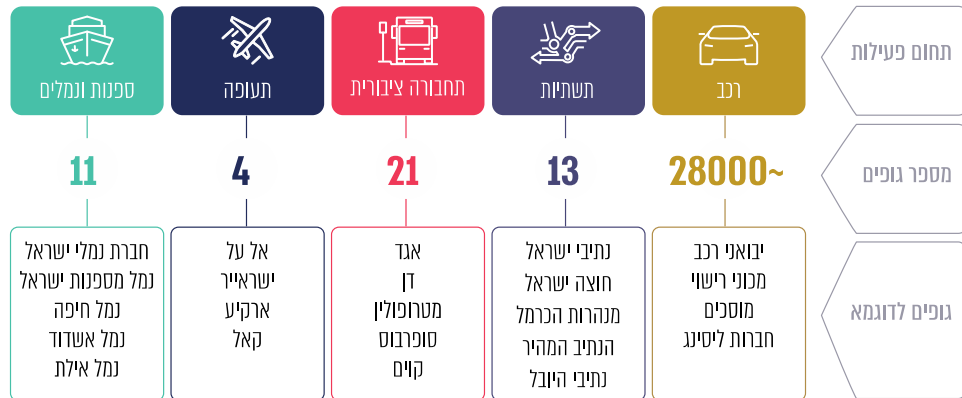 תחום פעילות
רכב
תשתיות
תחבורה ציבורית
תעופה
ספנות ונמלים
מספר גופים
28000~
13
21
4
11
גופים לדוגמא
יבואני רכב
מכוני רישוי
מוסכים
חברות ליסינג
נתיבי ישראל
חוצה ישראל
מנהרות הכרמל
הנתיב המהיר
נתיבי היובל
אגד
דן
מטרופולין
סופרבוס
קווים
אל על
ישראייר
ארקיע
קאל
חברת נמלי ישראל
נמל מספנות ישראל
נמל חיפה
נמל אשדוד
נמל אילת